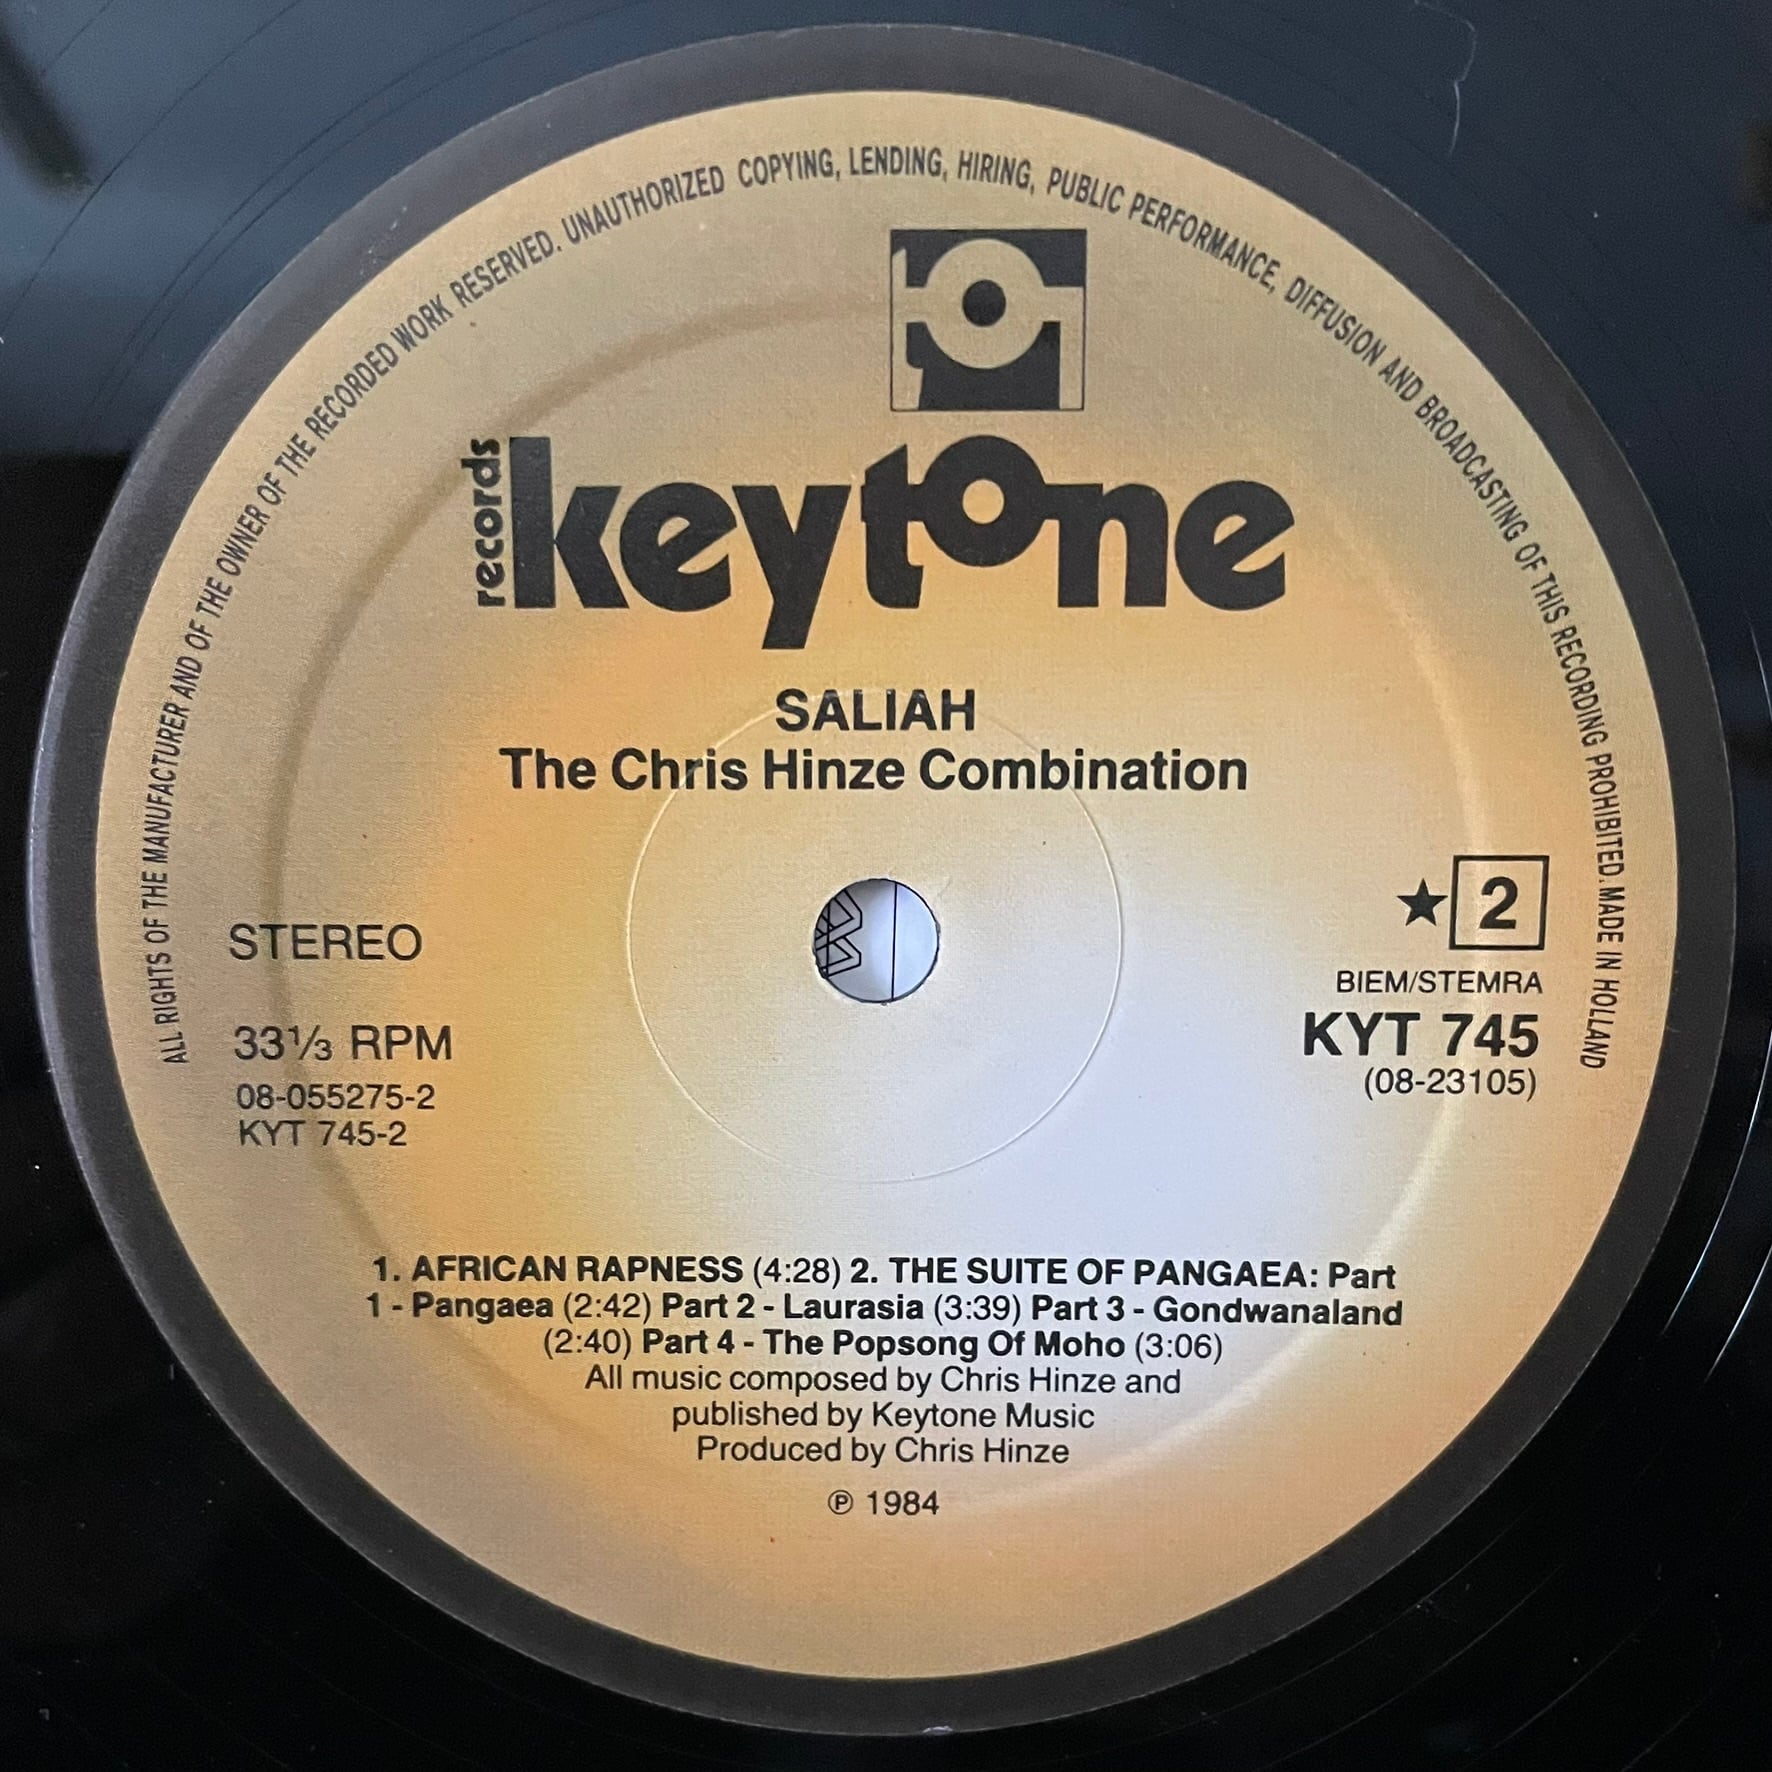 ALL RIGHTS OF THE MANUFACTURER AND OF THE OWNER OF THE RECORDED WORK RESERVED. UNAUTHORIZED COPYING, LENDING, HIRING, PUBLIC PERFORMANCE, DIFFUSION AND BROADCASTING OF THIS RECORDING PROHIBITED. MADE IN HOLLAND
records
keytone
SALIAH
The Chris Hinze Combination
STEREO
33⅓ RPM
08-055275-2
KYT 745-2
★ 2
BIEM/STEMRA
KYT 745
(08-23105)
1. AFRICAN RAPNESS (4:28) 2. THE SUITE OF PANGAEA: Part
1 - Pangaea (2:42) Part 2 - Laurasia (3:39) Part 3 - Gondwanaland
(2:40) Part 4 - The Popsong Of Moho (3:06)
All music composed by Chris Hinze and
published by Keytone Music
Produced by Chris Hinze
℗ 1984